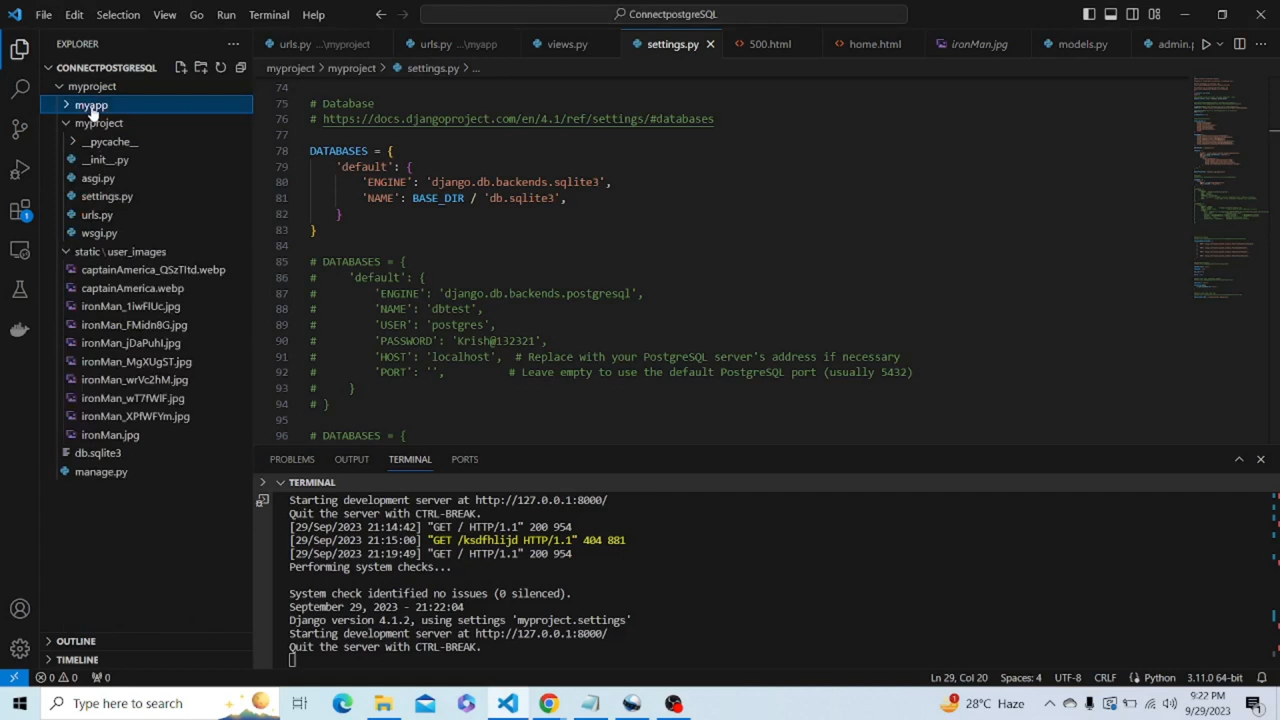 File Edit Selection View Go Run Terminal Help ConnectpostgreSQL
EXPLORER
urls.py ...\myproject urls.py ...\myapp views.py settings.py 500.html home.html ironMan.jpg models.py admin.py
CONNECTPOSTGRESQL
myproject > myproject > settings.py > ...
myproject
myapp
myproject
__pycache__
__init__.py
asgi.py
settings.py
urls.py
wsgi.py
static \ user_images
captainAmerica_QSzTItd.webp
captainAmerica.webp
ironMan_1iwFlUc.jpg
ironMan_FMidn8G.jpg
ironMan_jDaPuHI.jpg
ironMan_MgXUgST.jpg
ironMan_wrVc2hM.jpg
ironMan_wT7fWlF.jpg
ironMan_XPfWFYm.jpg
ironMan.jpg
db.sqlite3
manage.py
OUTLINE
TIMELINE
74
75 # Database
76 # https://docs.djangoproject.com/en/4.1/ref/settings/#databases
77
78 DATABASES = {
79 'default': {
80 'ENGINE': 'django.db.backends.sqlite3',
81 'NAME': BASE_DIR / 'db.sqlite3',
82 }
83 }
84
85 # DATABASES = {
86 # 'default': {
87 # 'ENGINE': 'django.db.backends.postgresql',
88 # 'NAME': 'dbtest',
89 # 'USER': 'postgres',
90 # 'PASSWORD': 'Krish@132321',
91 # 'HOST': 'localhost', # Replace with your PostgreSQL server's address if necessary
92 # 'PORT': '', # Leave empty to use the default PostgreSQL port (usually 5432)
93 # }
94 # }
95
96 # DATABASES = {
PROBLEMS OUTPUT TERMINAL PORTS
TERMINAL
Starting development server at http://127.0.0.1:8000/
Quit the server with CTRL-BREAK.
[29/Sep/2023 21:14:42] "GET / HTTP/1.1" 200 954
[29/Sep/2023 21:15:00] "GET /ksdfhlijd HTTP/1.1" 404 881
[29/Sep/2023 21:19:49] "GET / HTTP/1.1" 200 954
Performing system checks...
System check identified no issues (0 silenced).
September 29, 2023 - 21:22:04
Django version 4.1.2, using settings 'myproject.settings'
Starting development server at http://127.0.0.1:8000/
Quit the server with CTRL-BREAK.
0 0 0 Ln 29, Col 20 Spaces: 4 UTF-8 CRLF Python 3.11.0 64-bit
Type here to search 28°C Haze 9:22 PM
9/29/2023